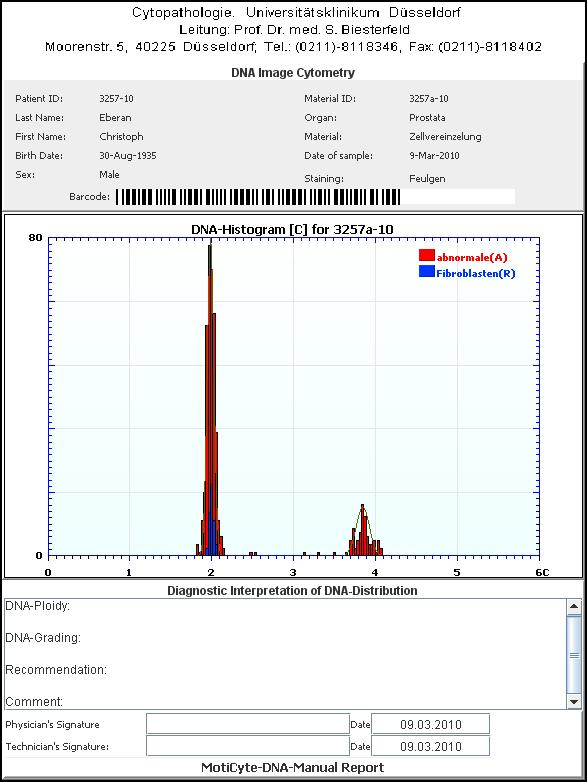 Cytopathologie. Universitätsklinikum Düsseldorf
Leitung: Prof. Dr. med. S. Biesterfeld
Moorenstr. 5, 40225 Düsseldorf, Tel.: (0211)-8118346, Fax: (0211)-8118402
DNA Image Cytometry
Patient ID: 3257-10 Material ID: 3257a-10
Last Name: Eberan Organ: Prostata
First Name: Christoph Material: Zellvereinzelung
Birth Date: 30-Aug-1935 Date of sample: 9-Mar-2010
Sex: Male Staining: Feulgen
Barcode:
DNA-Histogram [C] for 3257a-10
80
abnormale(A)
Fibroblasten(R)
0
0 1 2 3 4 5 6C
Diagnostic Interpretation of DNA-Distribution
DNA-Ploidy:
DNA-Grading:
Recommendation:
Comment:
Physician's Signature Date 09.03.2010
Technician's Signature: Date 09.03.2010
MotiCyte-DNA-Manual Report